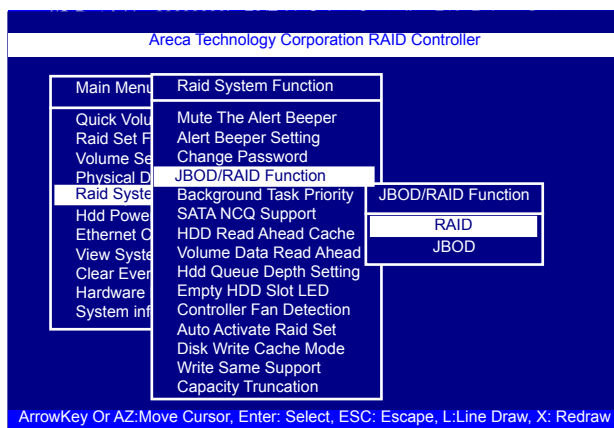 Areca Technology Corporation RAID Controller
Main Menu
Quick Volu
Raid Set F
Volume Se
Physical D
Raid Syste
Hdd Powe
Ethernet C
View Syste
Clear Even
Hardware
System inf
Raid System Function
Mute The Alert Beeper
Alert Beeper Setting
Change Password
JBOD/RAID Function
Background Task Priority
SATA NCQ Support
HDD Read Ahead Cache
Volume Data Read Ahead
Hdd Queue Depth Setting
Empty HDD Slot LED
Controller Fan Detection
Auto Activate Raid Set
Disk Write Cache Mode
Write Same Support
Capacity Truncation
JBOD/RAID Function
RAID
JBOD
ArrowKey Or AZ:Move Cursor, Enter: Select, ESC: Escape, L:Line Draw, X: Redraw